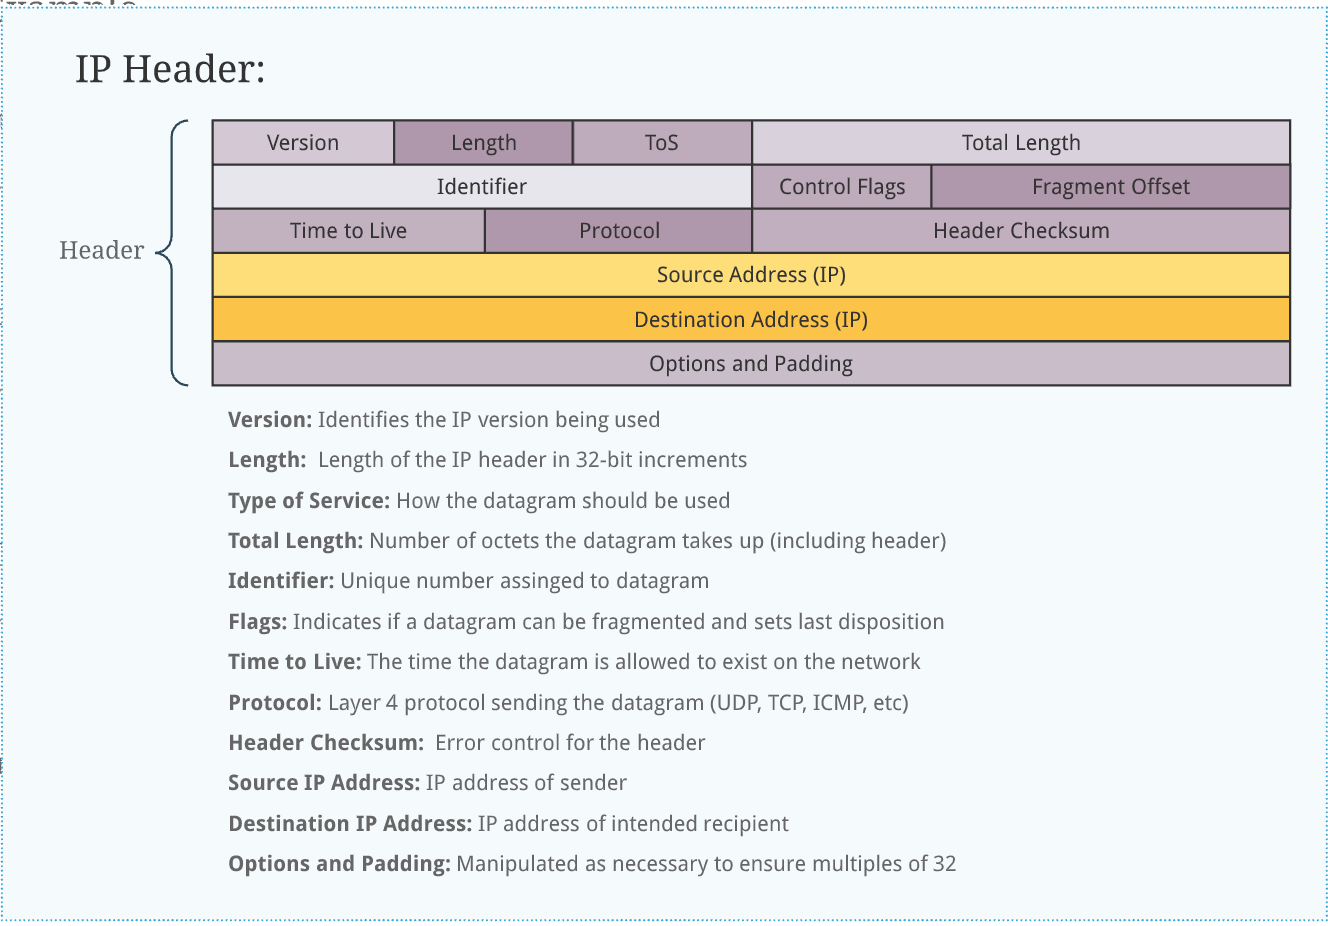 IP Header:
Version Length ToS Total Length
Identifier Control Flags Fragment Offset
Time to Live Protocol Header Checksum
Header
Source Address (IP)
Destination Address (IP)
Options and Padding
Version: Identifies the IP version being used
Length: Length of the IP header in 32-bit increments
Type of Service: How the datagram should be used
Total Length: Number of octets the datagram takes up (including header)
Identifier: Unique number assinged to datagram
Flags: Indicates if a datagram can be fragmented and sets last disposition
Time to Live: The time the datagram is allowed to exist on the network
Protocol: Layer 4 protocol sending the datagram (UDP, TCP, ICMP, etc)
Header Checksum: Error control for the header
Source IP Address: IP address of sender
Destination IP Address: IP address of intended recipient
Options and Padding: Manipulated as necessary to ensure multiples of 32